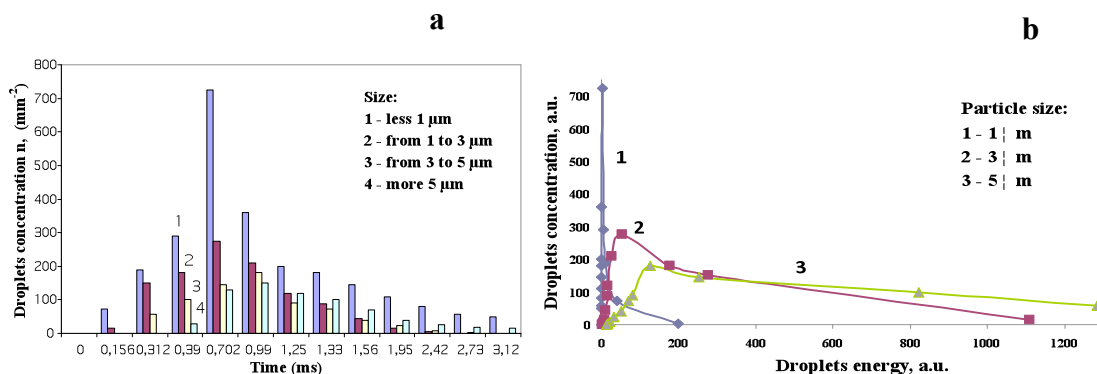 a
Droplets concentration n, (mm-2)
800
700
600
500
400
300
200
100
0
Size:
1 - less 1 µm
2 - from 1 to 3 µm
3 - from 3 to 5 µm
4 - more 5 µm
1
2
3
4
0 0,156 0,312 0,39 0,702 0,99 1,25 1,33 1,56 1,95 2,42 2,73 3,12
Time (ms)
b
Droplets concentration, a.u.
700
600
500
400
300
200
100
0
Particle size:
1 - 1¦ m
2 - 3¦ m
3 - 5¦ m
1
2
3
0 200 400 600 800 1000 1200
Droplets energy, a.u.